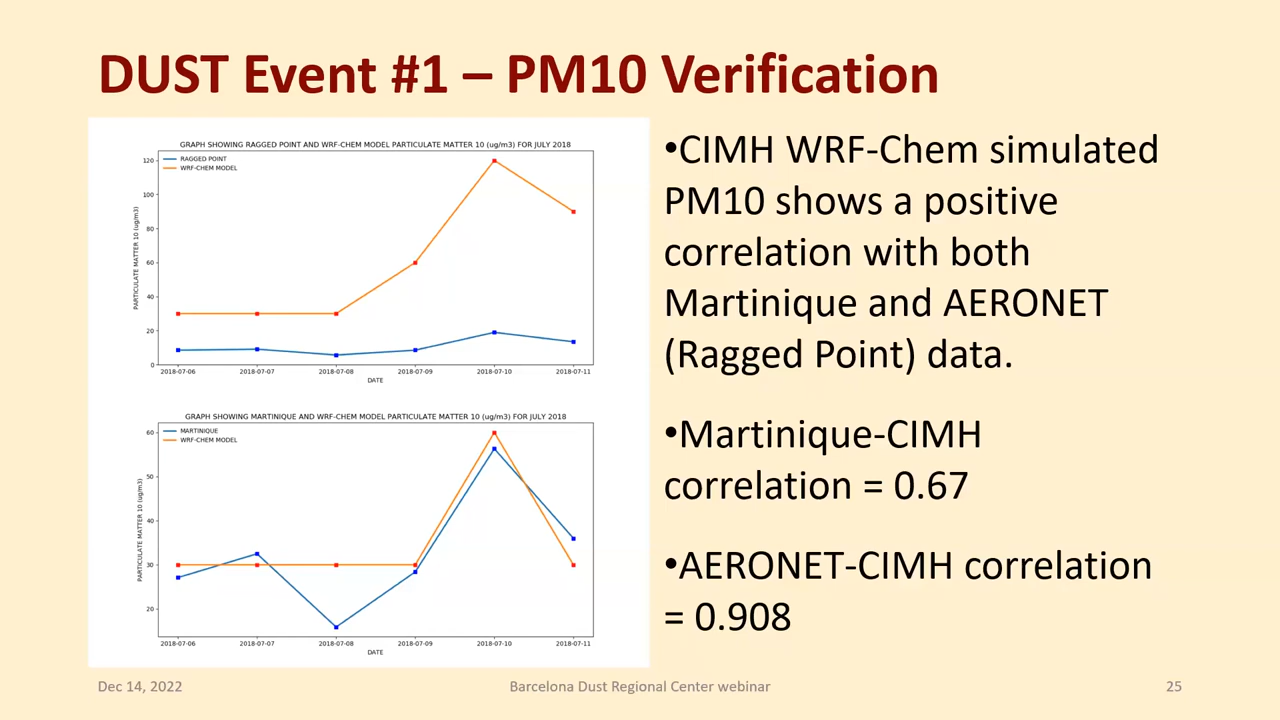 DUST Event #1 – PM10 Verification
GRAPH SHOWING RAGGED POINT AND WRF-CHEM MODEL PARTICULATE MATTER 10 (ug/m3) FOR JULY 2018
RAGGED POINT
WRF-CHEM MODEL
PARTICULATE MATTER 10 (ug/m3)
120
100
80
60
40
20
0
2018-07-06 2018-07-07 2018-07-08 2018-07-09 2018-07-10 2018-07-11
DATE
GRAPH SHOWING MARTINIQUE AND WRF-CHEM MODEL PARTICULATE MATTER 10 (ug/m3) FOR JULY 2018
MARTINIQUE
WRF-CHEM MODEL
PARTICULATE MATTER 10 (ug/m3)
60
50
40
30
20
2018-07-06 2018-07-07 2018-07-08 2018-07-09 2018-07-10 2018-07-11
DATE
•CIMH WRF-Chem simulated
PM10 shows a positive
correlation with both
Martinique and AERONET
(Ragged Point) data.
•Martinique-CIMH
correlation = 0.67
•AERONET-CIMH correlation
= 0.908
Dec 14, 2022
Barcelona Dust Regional Center webinar
25